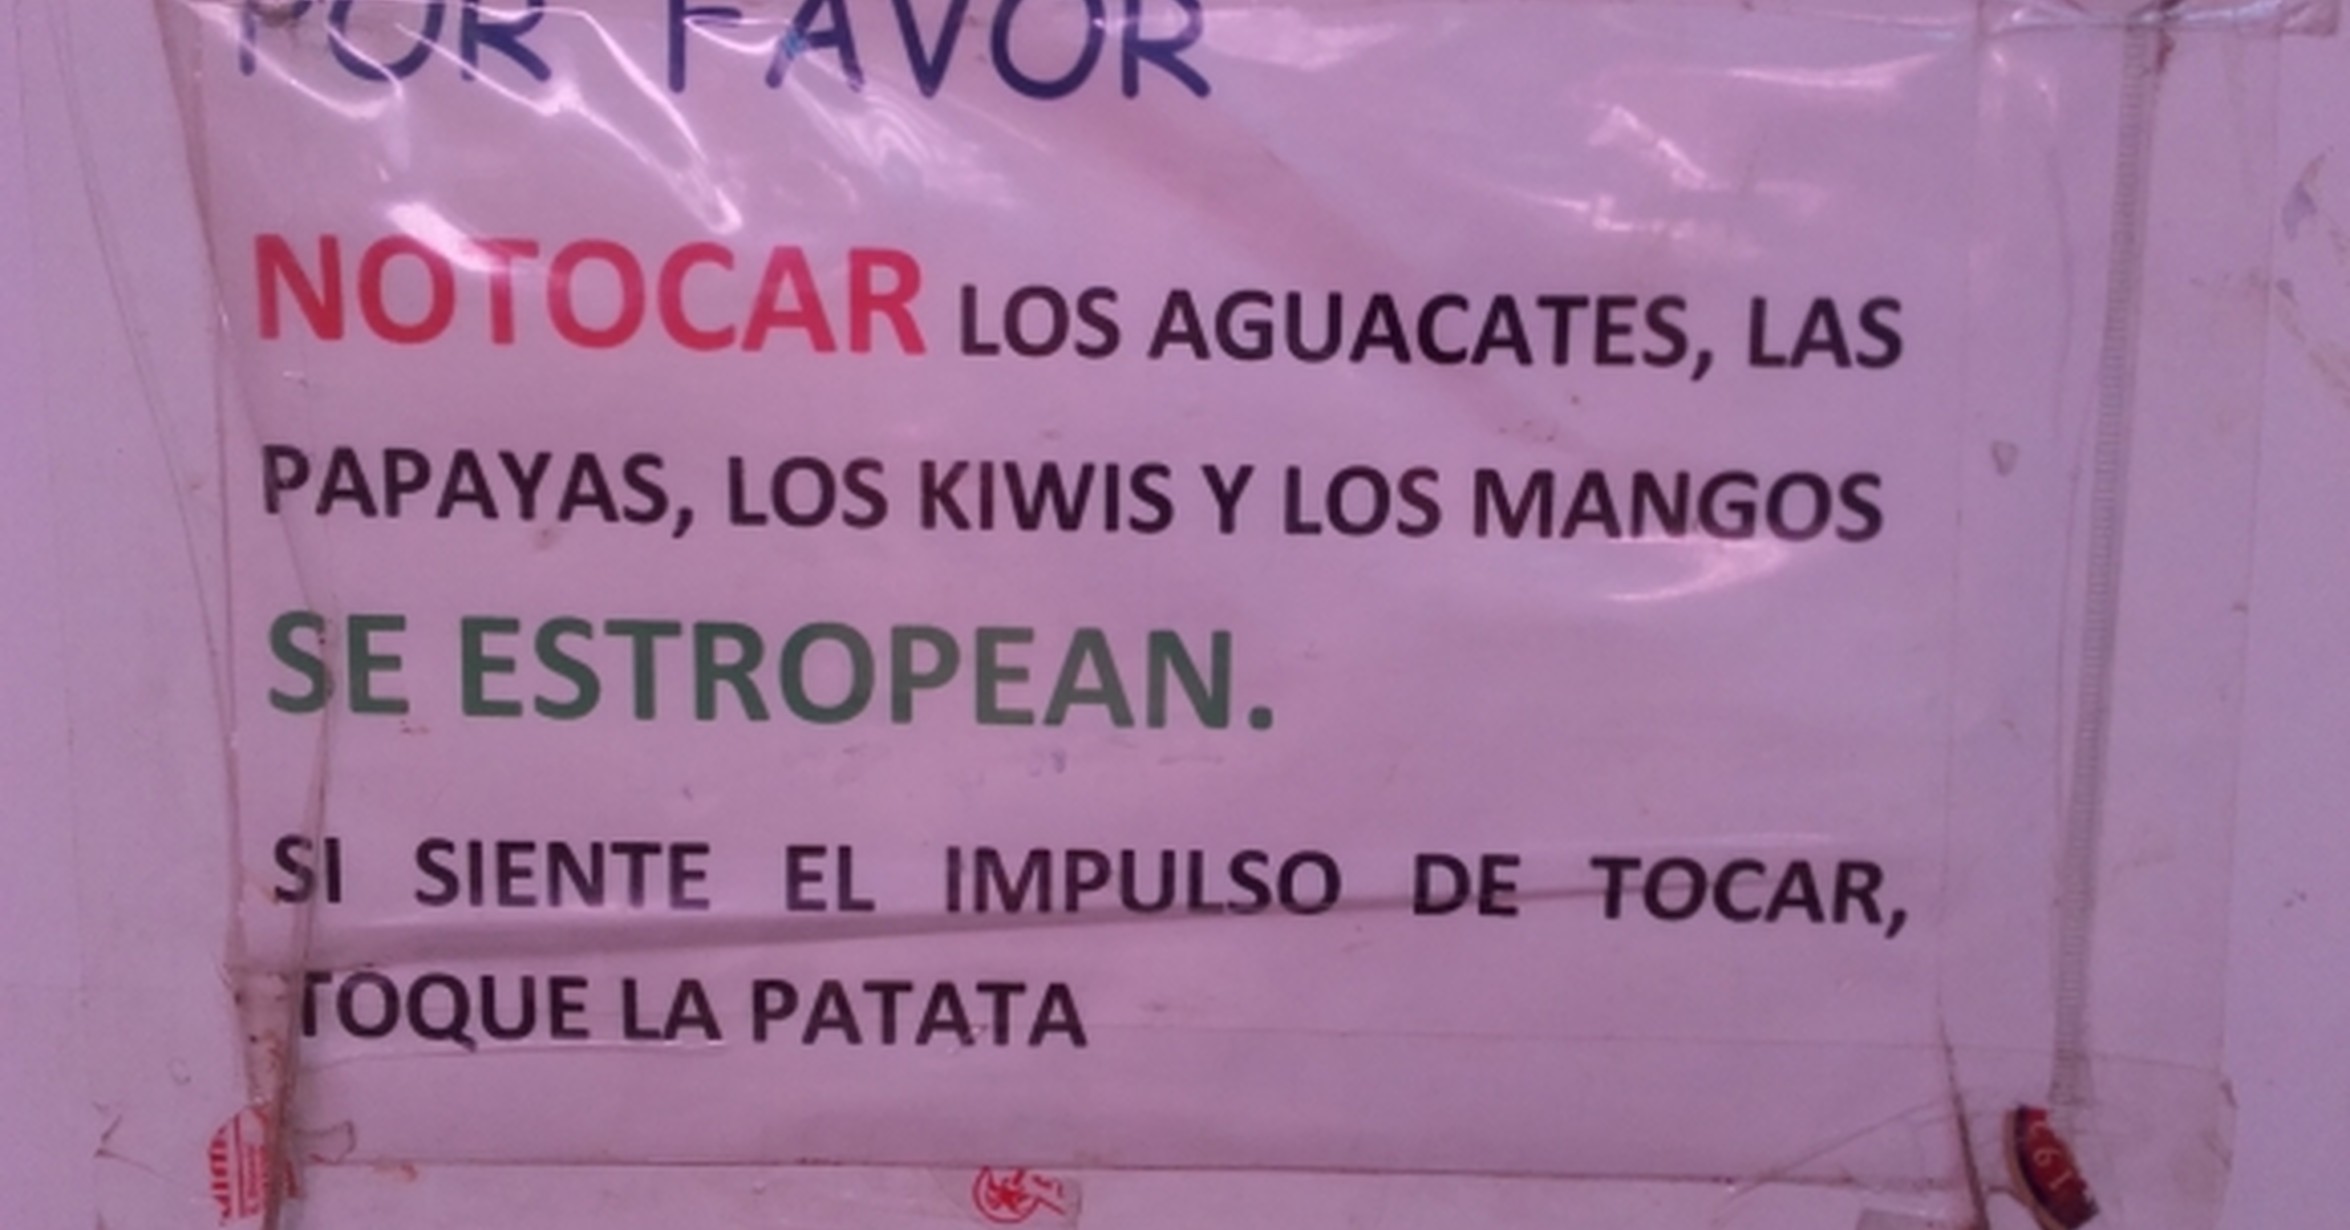 POR FAVOR
NOTOCAR LOS AGUACATES, LAS
PAPAYAS, LOS KIWIS Y LOS MANGOS
SE ESTROPEAN.
SI SIENTE EL IMPULSO DE TOCAR,
TOQUE LA PATATA